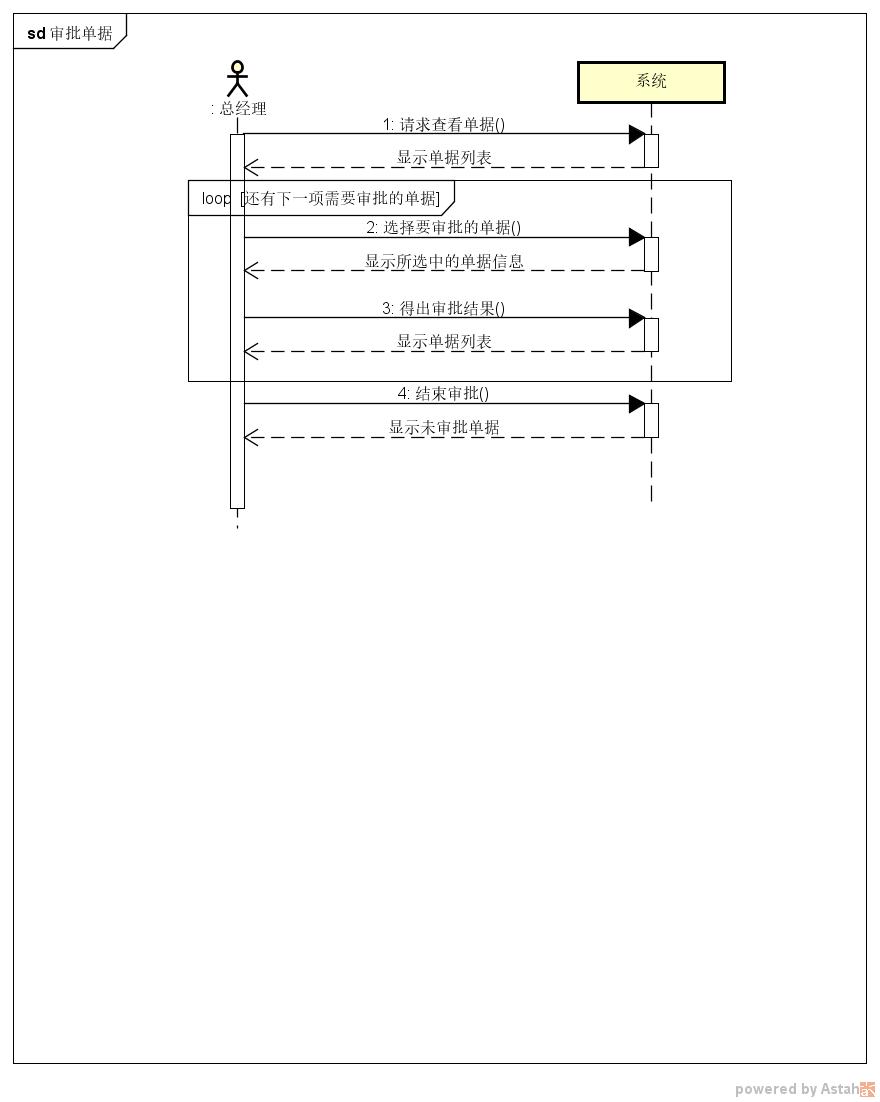 sd 审批单据
: 总经理
系统
1: 请求查看单据()
显示单据列表
loop [还有下一项需要审批的单据]
2: 选择要审批的单据()
显示所选中的单据信息
3: 得出审批结果()
显示单据列表
4: 结束审批()
显示未审批单据
powered by Astah